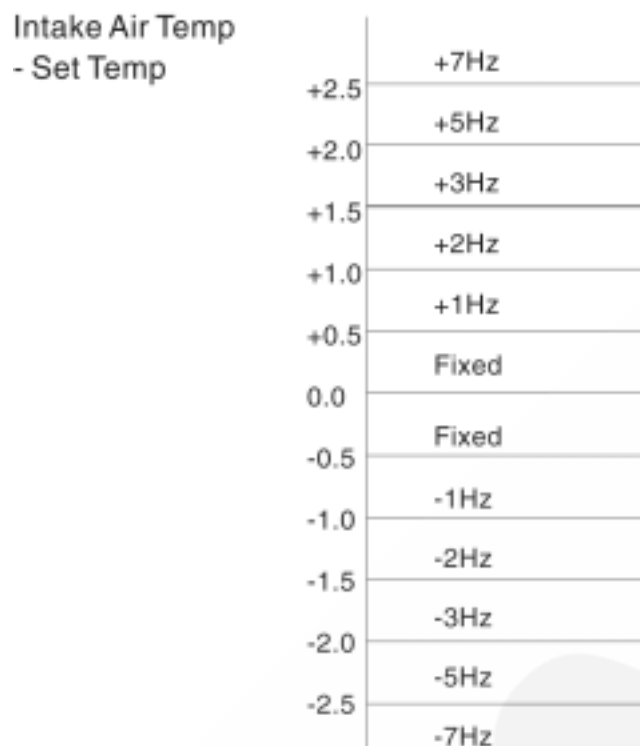 Intake Air Temp
- Set Temp
+7Hz
+2.5
+5Hz
+2.0
+3Hz
+1.5
+2Hz
+1.0
+1Hz
+0.5
Fixed
0.0
Fixed
-0.5
-1Hz
-1.0
-2Hz
-1.5
-3Hz
-2.0
-5Hz
-2.5
-7Hz